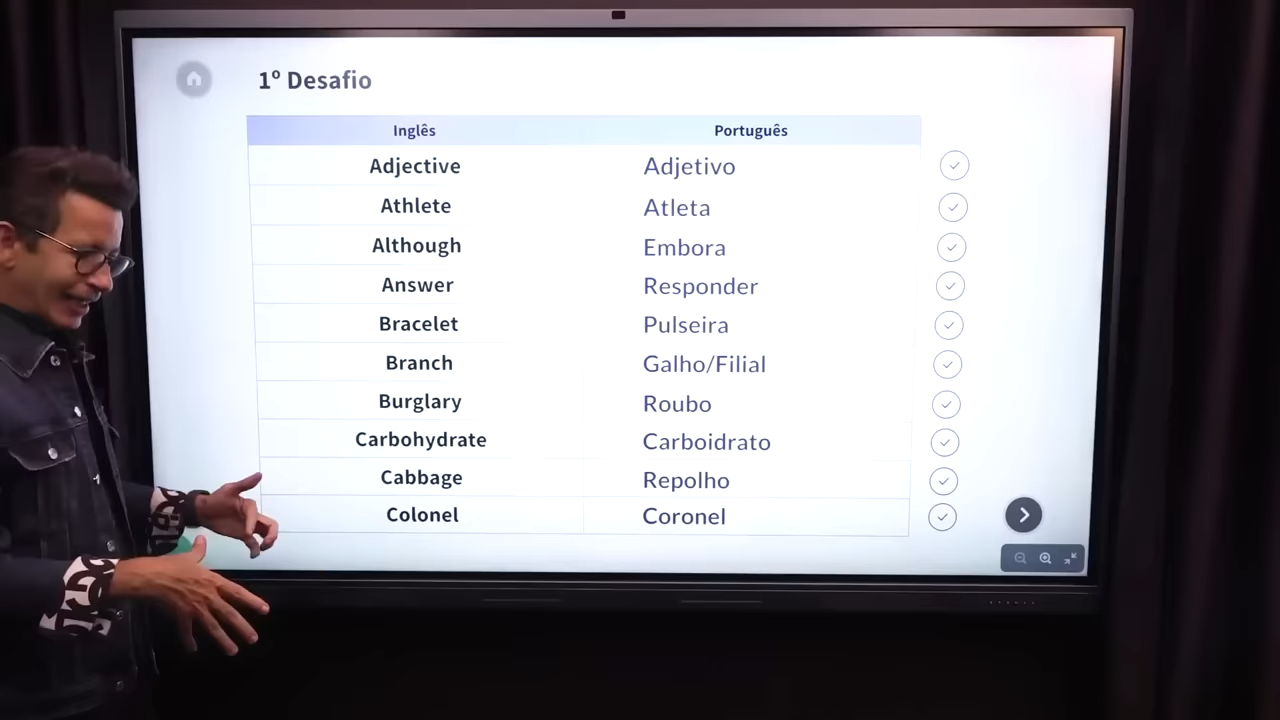 1º Desafio
Inglês Português
Adjective Adjetivo
Athlete Atleta
Although Embora
Answer Responder
Bracelet Pulseira
Branch Galho/Filial
Burglary Roubo
Carbohydrate Carboidrato
Cabbage Repolho
Colonel Coronel